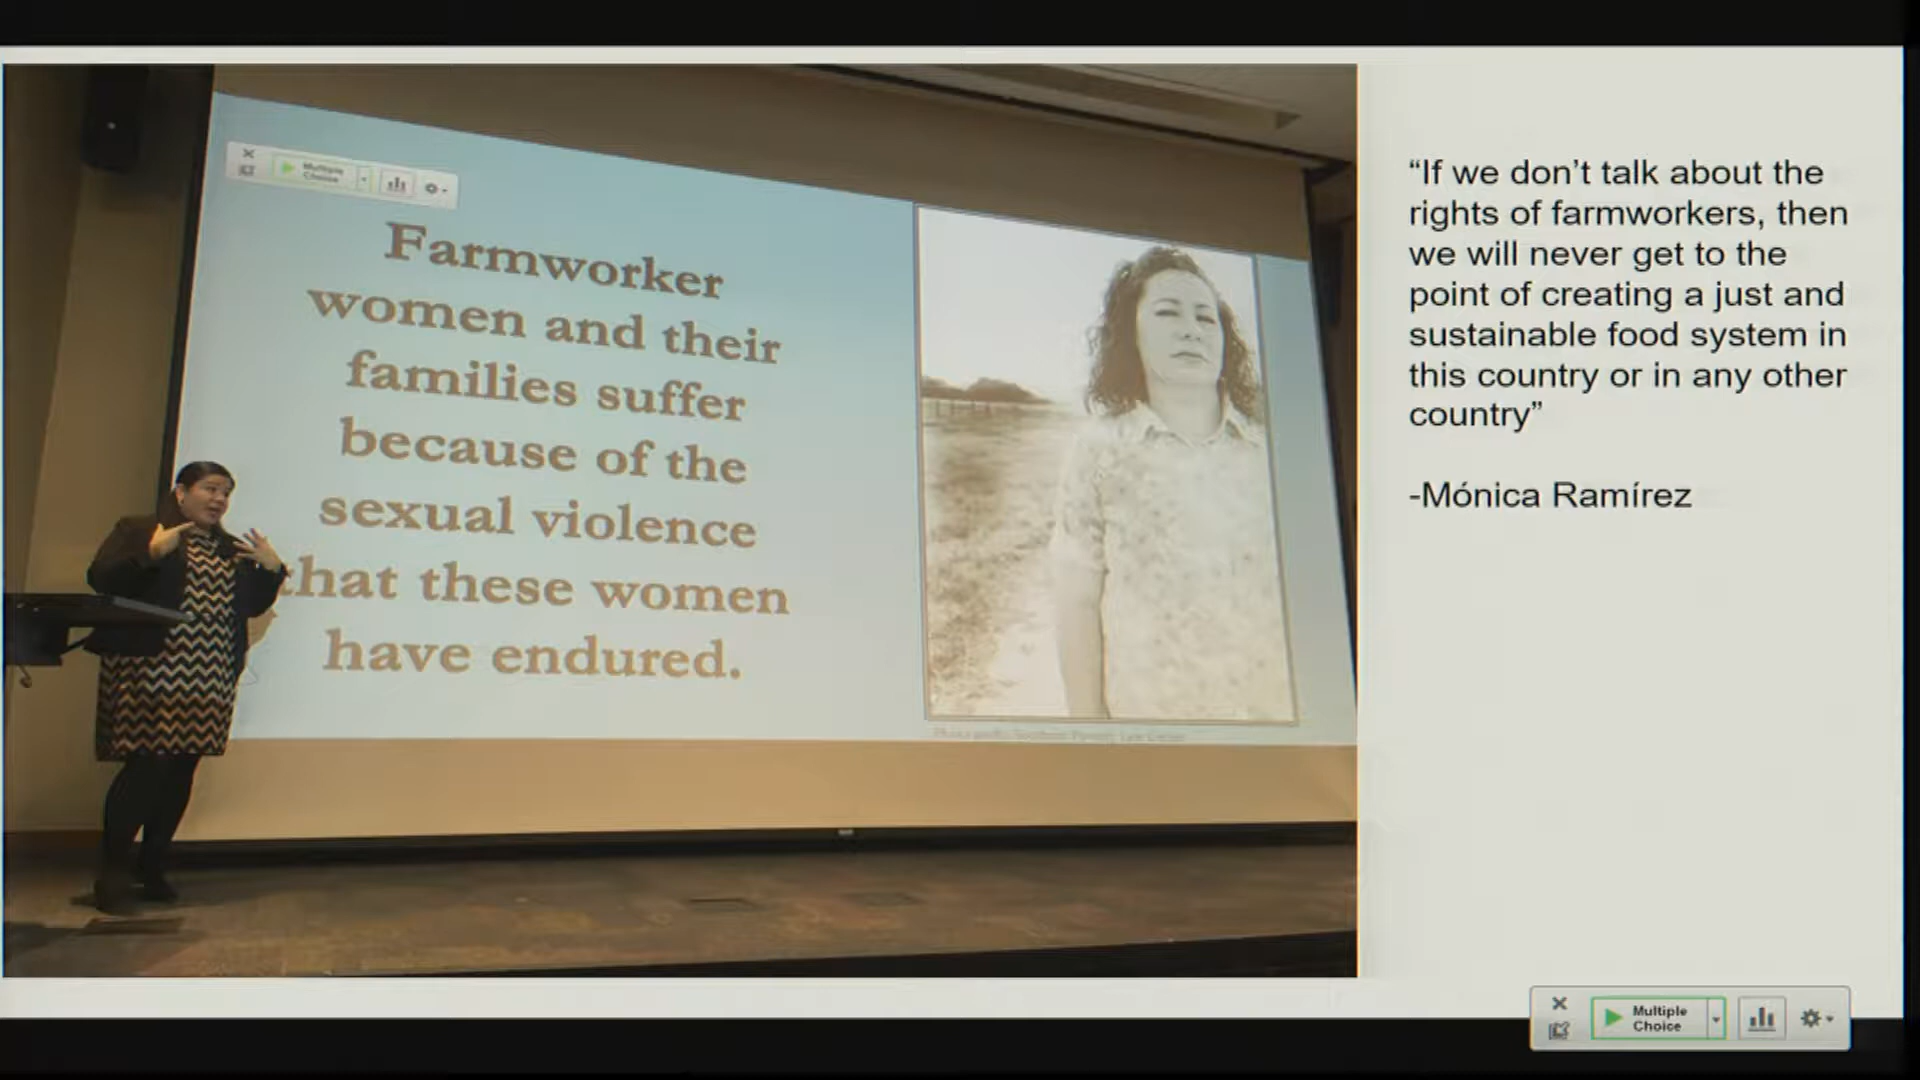 Multiple
Choice
Farmworker
women and their
families suffer
because of the
sexual violence
that these women
have endured.
“If we don’t talk about the
rights of farmworkers, then
we will never get to the
point of creating a just and
sustainable food system in
this country or in any other
country”
-Mónica Ramírez
Multiple
Choice